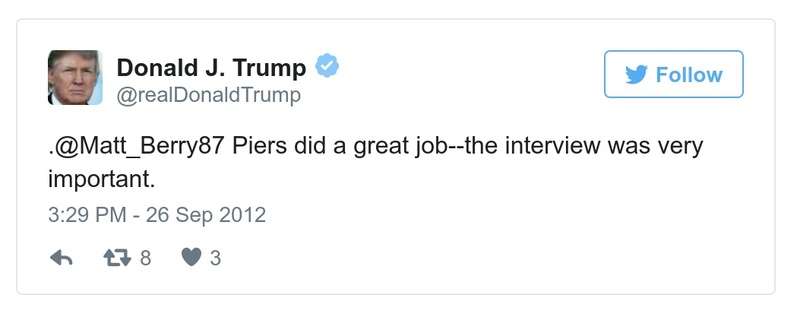 Donald J. Trump
@realDonaldTrump
Follow
.@Matt_Berry87 Piers did a great job--the interview was very
important.
3:29 PM - 26 Sep 2012
8
3